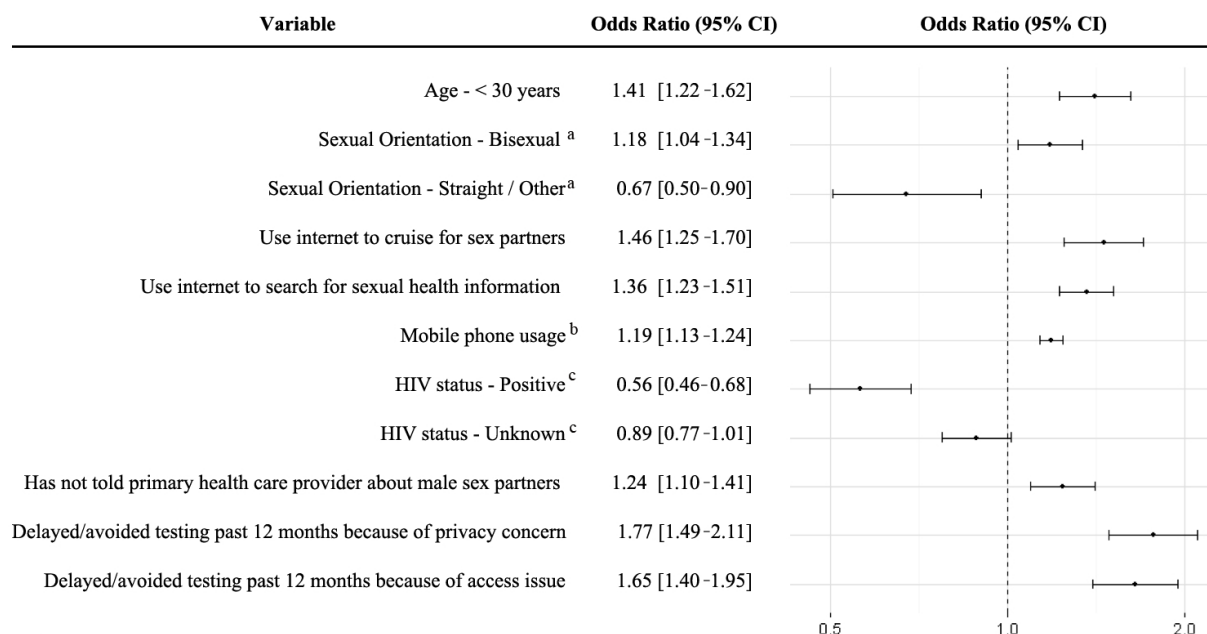 Variable Odds Ratio (95% CI) Odds Ratio (95% CI)
Age - < 30 years 1.41 [1.22-1.62]
Sexual Orientation - Bisexual a 1.18 [1.04-1.34]
Sexual Orientation - Straight / Other a 0.67 [0.50-0.90]
Use internet to cruise for sex partners 1.46 [1.25-1.70]
Use internet to search for sexual health information 1.36 [1.23-1.51]
Mobile phone usage b 1.19 [1.13-1.24]
HIV status - Positive c 0.56 [0.46-0.68]
HIV status - Unknown c 0.89 [0.77-1.01]
Has not told primary health care provider about male sex partners 1.24 [1.10-1.41]
Delayed/avoided testing past 12 months because of privacy concern 1.77 [1.49-2.11]
Delayed/avoided testing past 12 months because of access issue 1.65 [1.40-1.95]
0.5 1.0 2.0